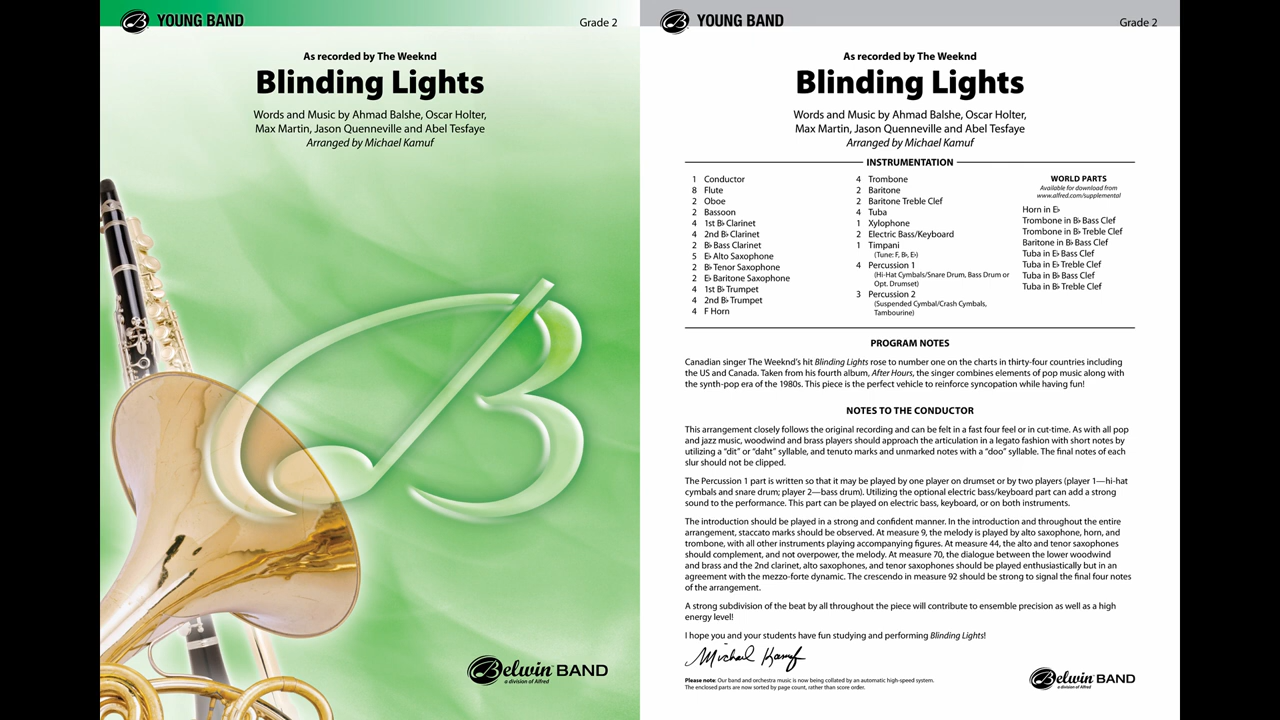 YOUNG BAND
Grade 2
As recorded by The Weeknd
Blinding Lights
Words and Music by Ahmad Balshe, Oscar Holter,
Max Martin, Jason Quenneville and Abel Tesfaye
Arranged by Michael Kamuf
Belwin BAND
a division of Alfred
YOUNG BAND
Grade 2
As recorded by The Weeknd
Blinding Lights
Words and Music by Ahmad Balshe, Oscar Holter,
Max Martin, Jason Quenneville and Abel Tesfaye
Arranged by Michael Kamuf
INSTRUMENTATION
1 Conductor
8 Flute
2 Oboe
2 Bassoon
4 1st B♭ Clarinet
4 2nd B♭ Clarinet
2 B♭ Bass Clarinet
5 E♭ Alto Saxophone
2 B♭ Tenor Saxophone
2 E♭ Baritone Saxophone
4 1st B♭ Trumpet
4 2nd B♭ Trumpet
4 F Horn
4 Trombone
2 Baritone
2 Baritone Treble Clef
4 Tuba
1 Xylophone
2 Electric Bass/Keyboard
1 Timpani
(Tune: F, B♭, E♭)
4 Percussion 1
(Hi-Hat Cymbals/Snare Drum, Bass Drum or
Opt. Drumset)
3 Percussion 2
(Suspended Cymbal/Crash Cymbals,
Tambourine)
WORLD PARTS
Available for download from
www.alfred.com/supplemental
Horn in E♭
Trombone in B♭ Bass Clef
Trombone in B♭ Treble Clef
Baritone in B♭ Bass Clef
Tuba in E♭ Bass Clef
Tuba in E♭ Treble Clef
Tuba in B♭ Bass Clef
Tuba in B♭ Treble Clef
PROGRAM NOTES
Canadian singer The Weeknd's hit Blinding Lights rose to number one on the charts in thirty-four countries including
the US and Canada. Taken from his fourth album, After Hours, the singer combines elements of pop music along with
the synth-pop era of the 1980s. This piece is the perfect vehicle to reinforce syncopation while having fun!
NOTES TO THE CONDUCTOR
This arrangement closely follows the original recording and can be felt in a fast four feel or in cut-time. As with all pop
and jazz music, woodwind and brass players should approach the articulation in a legato fashion with short notes by
utilizing a "dit" or "daht" syllable, and tenuto marks and unmarked notes with a "doo" syllable. The final notes of each
slur should not be clipped.
The Percussion 1 part is written so that it may be played by one player on drumset or by two players (player 1—hi-hat
cymbals and snare drum; player 2—bass drum). Utilizing the optional electric bass/keyboard part can add a strong
sound to the performance. This part can be played on electric bass, keyboard, or on both instruments.
The introduction should be played in a strong and confident manner. In the introduction and throughout the entire
arrangement, staccato marks should be observed. At measure 9, the melody is played by alto saxophone, horn, and
trombone, with all other instruments playing accompanying figures. At measure 44, the alto and tenor saxophones
should complement, and not overpower, the melody. At measure 70, the dialogue between the lower woodwind
and brass and the 2nd clarinet, alto saxophones, and tenor saxophones should be played enthusiastically but in an
agreement with the mezzo-forte dynamic. The crescendo in measure 92 should be strong to signal the final four notes
of the arrangement.
A strong subdivision of the beat by all throughout the piece will contribute to ensemble precision as well as a high
energy level!
I hope you and your students have fun studying and performing Blinding Lights!
Michael Kamuf
Please note: Our band and orchestra music is now being collated by an automatic high-speed system.
The enclosed parts are now sorted by page count, rather than score order.
Belwin BAND
a division of Alfred